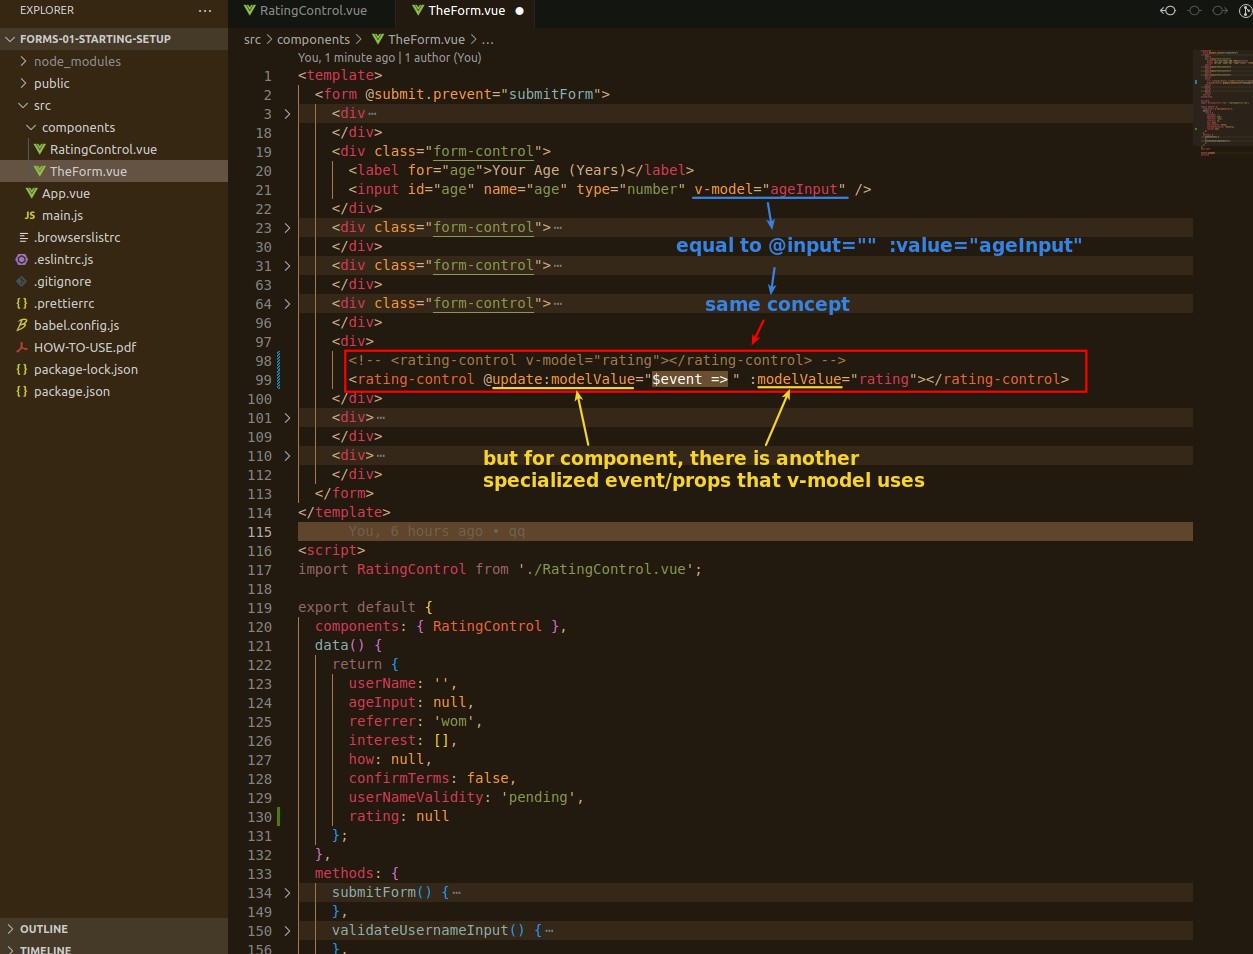 EXPLORER
RatingControl.vue
TheForm.vue
FORMS-01-STARTING-SETUP
node_modules
public
src
components
RatingControl.vue
TheForm.vue
App.vue
JS main.js
.browserslistrc
.eslintrc.js
.gitignore
{ } .prettierrc
babel.config.js
HOW-TO-USE.pdf
{ } package-lock.json
{ } package.json
OUTLINE
TIMELINE
src > components > TheForm.vue > ...
You, 1 minute ago | 1 author (You)
1 <template>
2 <form @submit.prevent="submitForm">
3 <div ...
18 </div>
19 <div class="form-control">
20 <label for="age">Your Age (Years)</label>
21 <input id="age" name="age" type="number" v-model="ageInput" />
22 </div>
23 <div class="form-control">...
equal to @input="" :value="ageInput"
30 </div>
31 <div class="form-control">...
63 </div>
64 <div class="form-control">...
same concept
96 </div>
97 <div>
98 <!-- <rating-control v-model="rating"></rating-control> -->
99 <rating-control @update:modelValue="$event => " :modelValue="rating"></rating-control>
100 </div>
101 <div>...
109 </div>
110 <div>...
but for component, there is another
specialized event/props that v-model uses
112 </div>
113 </form>
114 </template>
115 You, 6 hours ago • qq
116 <script>
117 import RatingControl from './RatingControl.vue';
118
119 export default {
120 components: { RatingControl },
121 data() {
122 return {
123 userName: '',
124 ageInput: null,
125 referrer: 'wom',
126 interest: [],
127 how: null,
128 confirmTerms: false,
129 userNameValidity: 'pending',
130 rating: null
131 };
132 },
133 methods: {
134 submitForm() {...
149 },
150 validateUsernameInput() {...
156 },